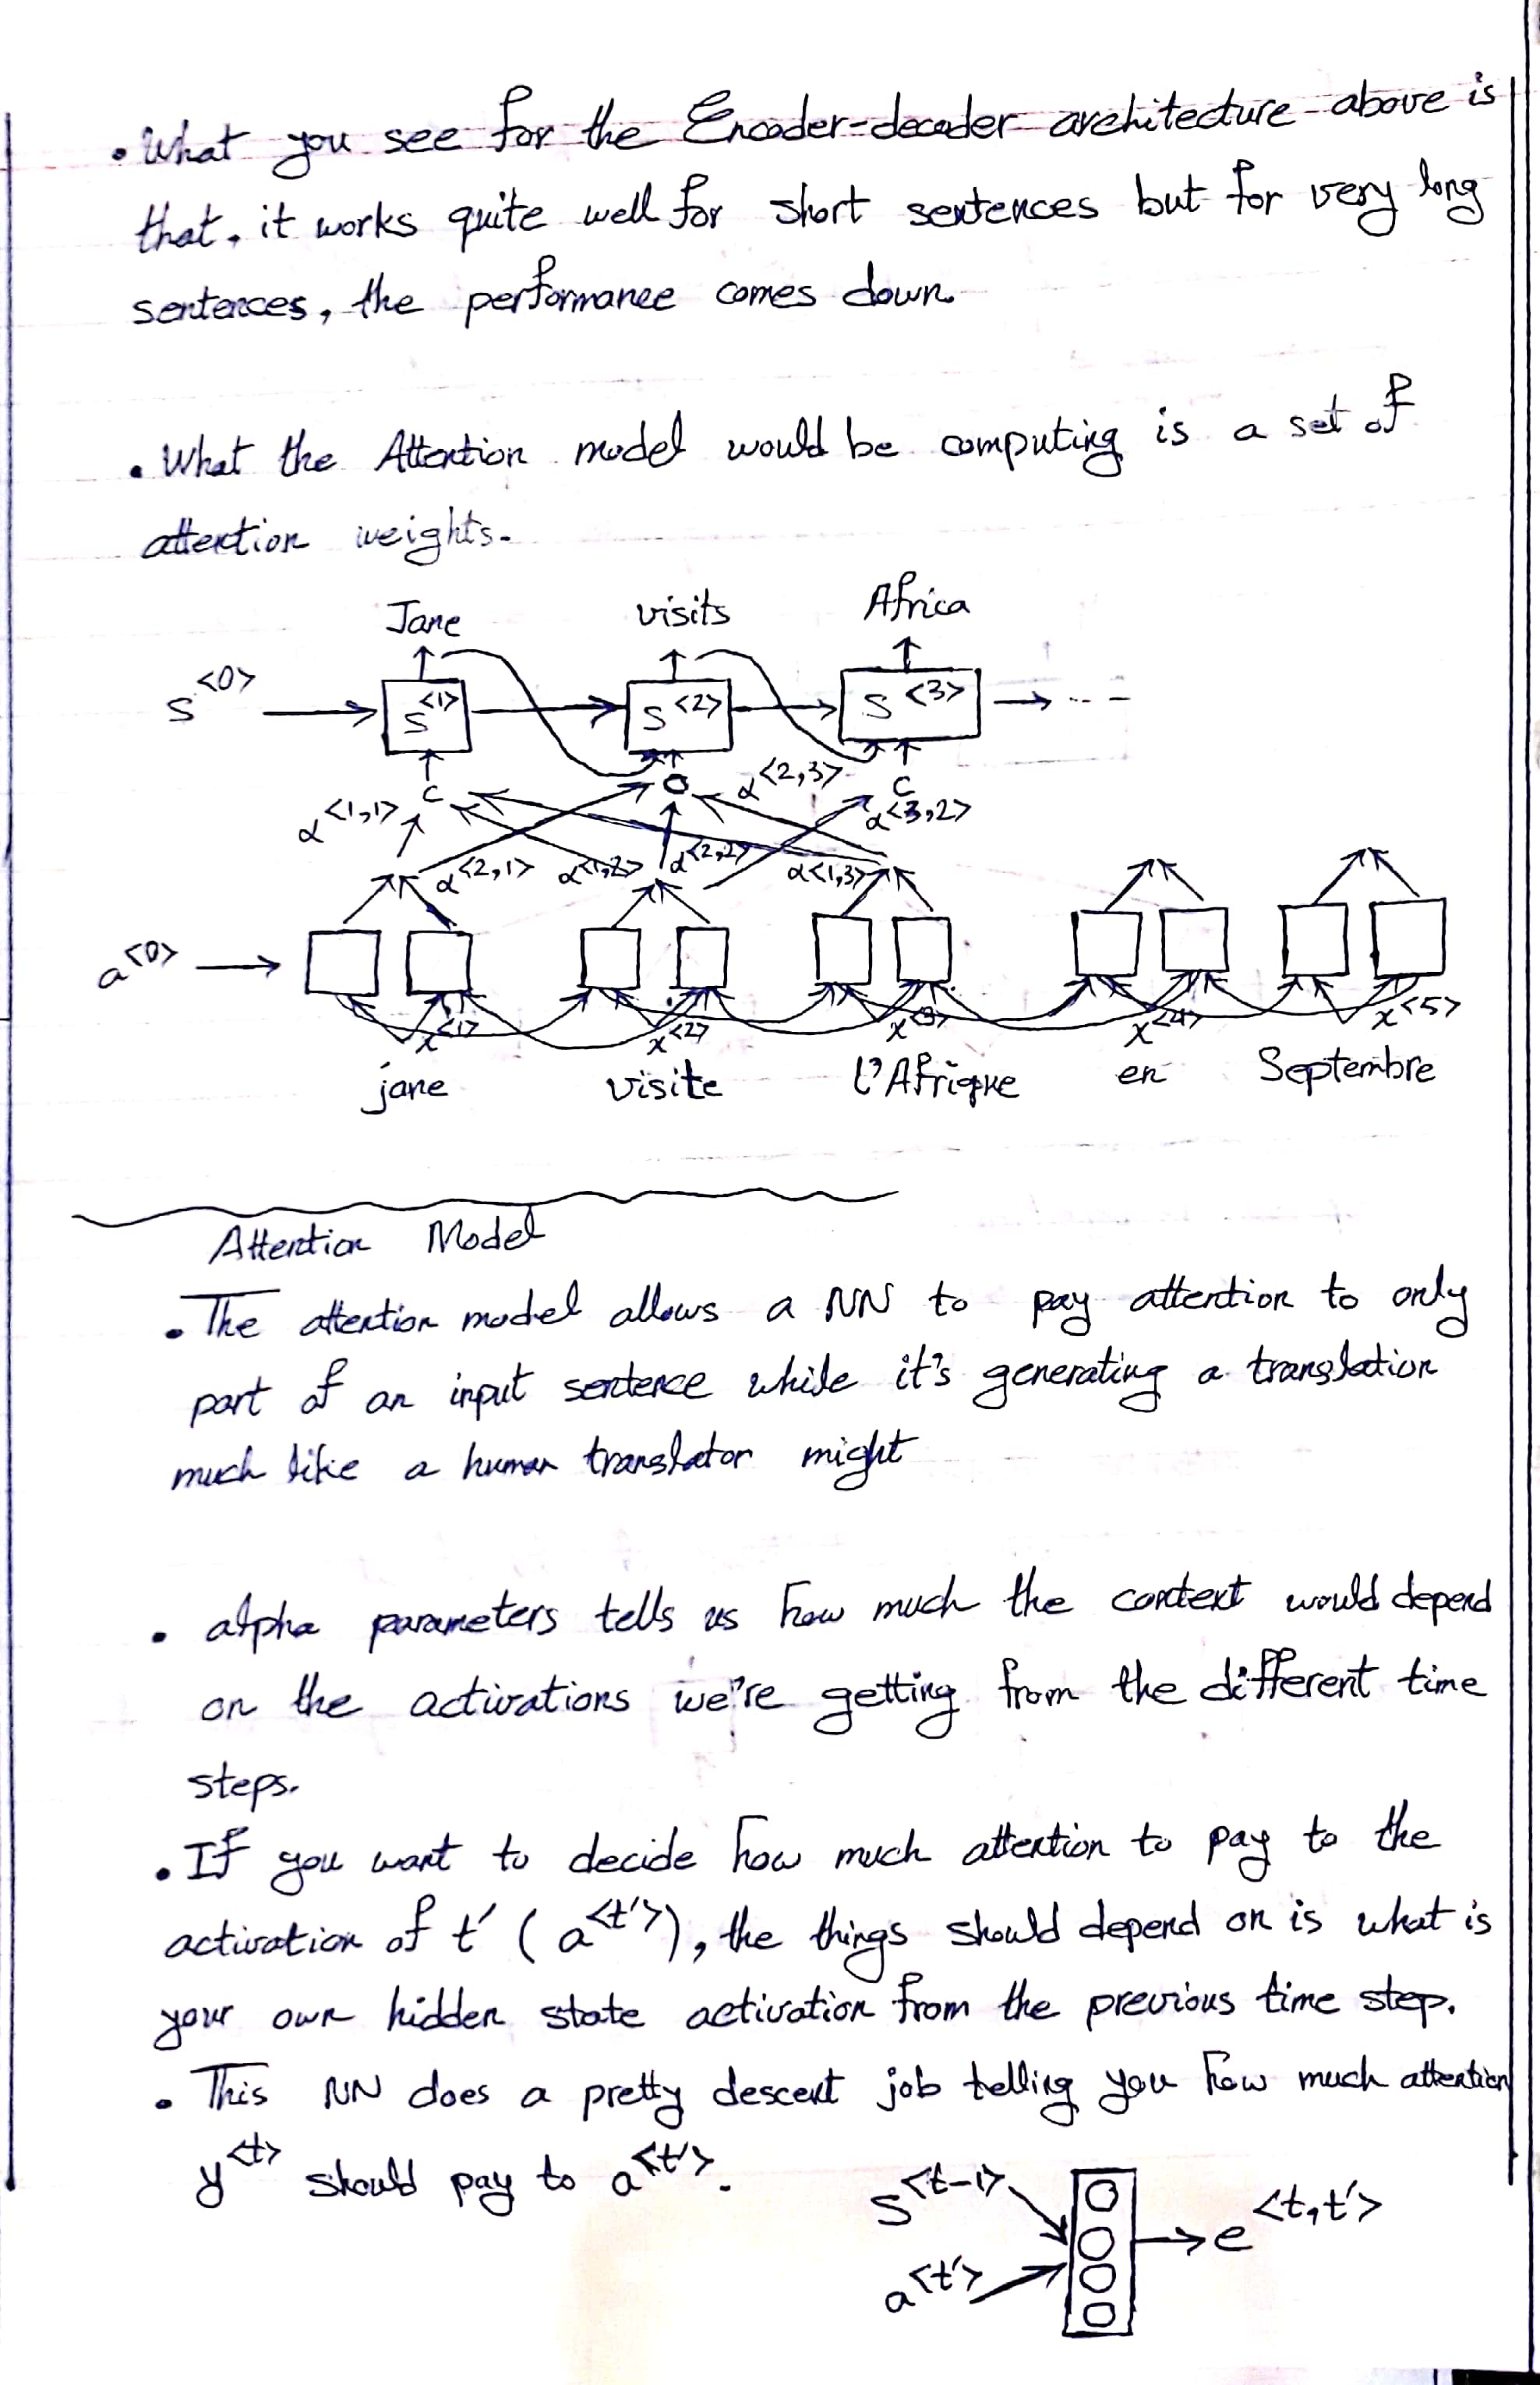 • What you see for the Encoder-decoder architecture above is
that, it works quite well for short sentences but for very long
sentences, the performance comes down.
• What the Attention model would be computing is a set of
attention weights.
Jane visits Africa
s<0> s<1> s<2> s<3> ---
α<1,1> c c α<2,3> c α<3,2>
α<2,1> α<1,2> α<2,2> α<1,3>
a<0>
x<1> x<2> x<3> x<4> x<5>
jane visite l'Afrique en Septembre
Attention Model
• The attention model allows a NN to pay attention to only
part of an input sentence while it's generating a translation
much like a human translator might
• alpha parameters tells us how much the context would depend
on the activations we're getting from the different time
steps.
• If you want to decide how much attention to pay to the
activation of t' (a<t'>), the things should depend on is what is
your own hidden state activation from the previous time step.
• This NN does a pretty descent job telling you how much attention
y<t> should pay to a<t'>.
s<t-1>
e<t,t'>
a<t'>